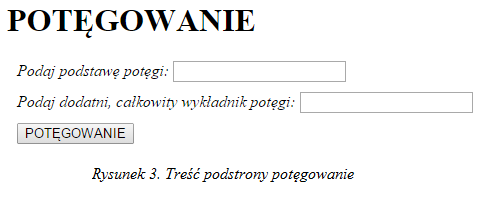 POTĘGOWANIE
Podaj podstawę potęgi:
Podaj dodatni, całkowity wykładnik potęgi:
POTĘGOWANIE
Rysunek 3. Treść podstrony potęgowanie